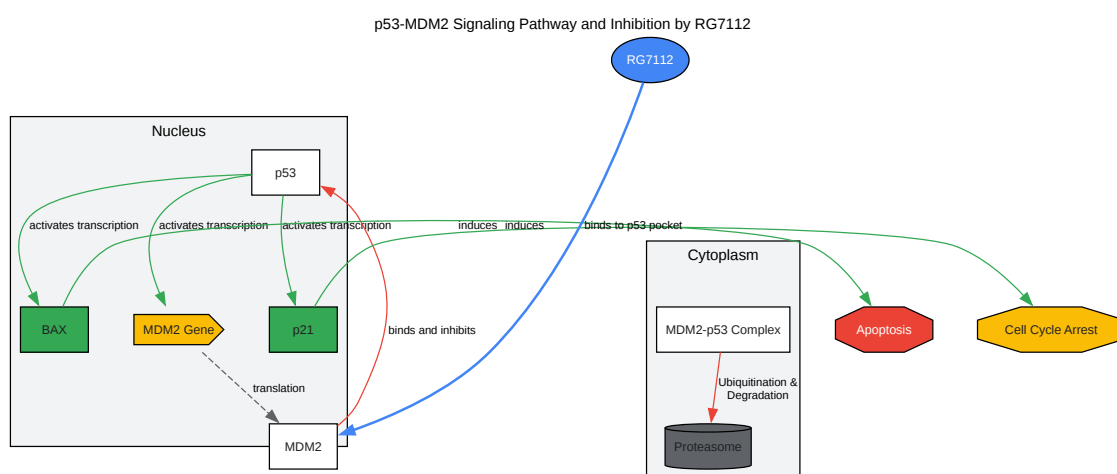 p53-MDM2 Signaling Pathway and Inhibition by RG7112
RG7112
Nucleus
p53
activates transcription
activates transcription
activates transcription
induces
induces
binds to p53 pocket
Cytoplasm
BAX
MDM2 Gene
p21
binds and inhibits
MDM2-p53 Complex
Apoptosis
Cell Cycle Arrest
translation
Ubiquitination &
Degradation
MDM2
Proteasome